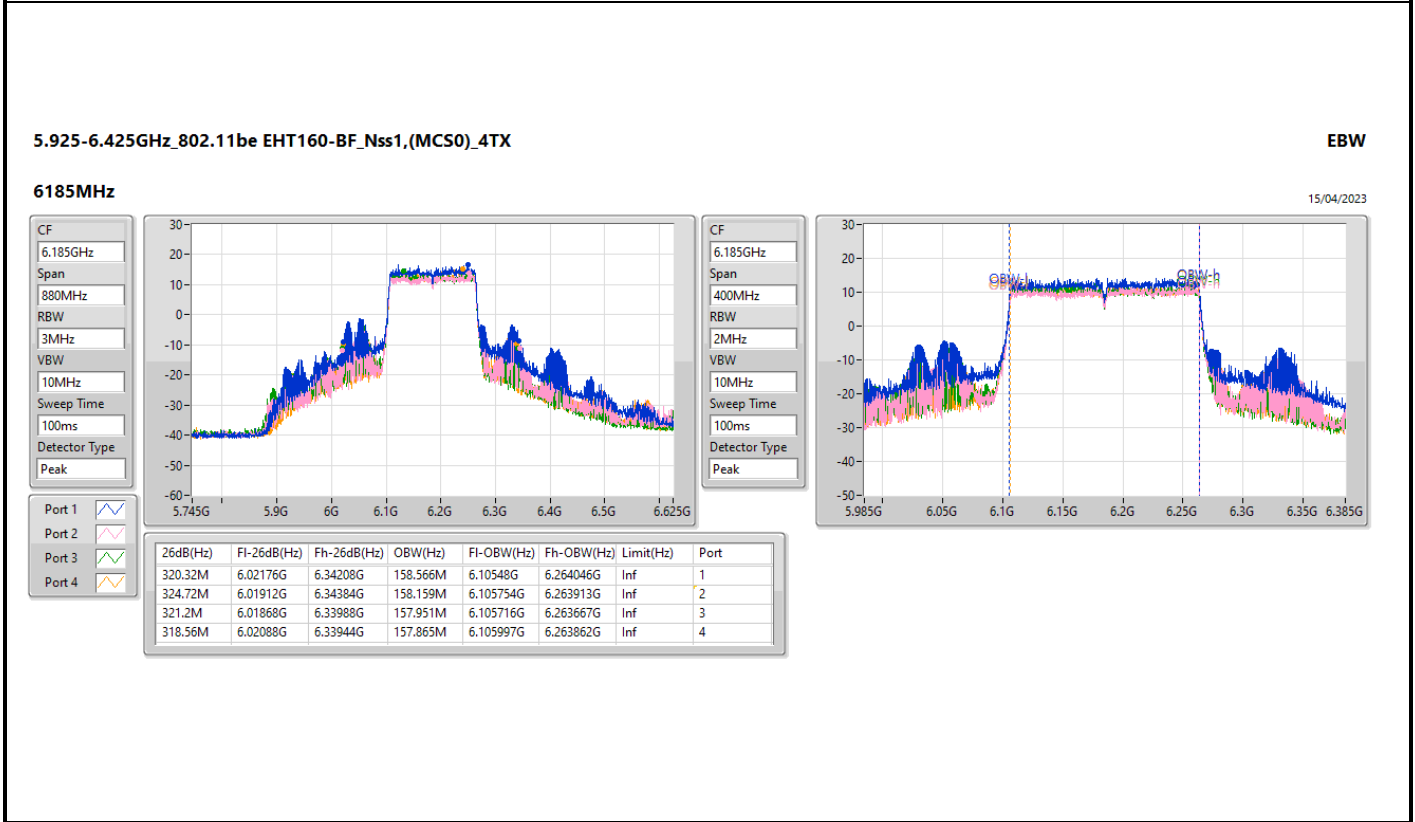 5.925-6.425GHz_802.11be EHT160-BF_Nss1,(MCS0)_4TX
EBW
6185MHz
15/04/2023
CF
6.185GHz
Span
880MHz
RBW
3MHz
VBW
10MHz
Sweep Time
100ms
Detector Type
Peak
30
20
10
0
-10
-20
-30
-40
-50
-60
5.745G 5.9G 6G 6.1G 6.2G 6.3G 6.4G 6.5G 6.625G
CF
6.185GHz
Span
400MHz
RBW
2MHz
VBW
10MHz
Sweep Time
100ms
Detector Type
Peak
30
20
10
0
-10
-20
-30
-40
-50
OBW-l
OBW-h
5.985G 6.05G 6.1G 6.15G 6.2G 6.25G 6.3G 6.35G 6.385G
Port 1
Port 2
Port 3
Port 4
26dB(Hz) Fl-26dB(Hz) Fh-26dB(Hz) OBW(Hz) Fl-OBW(Hz) Fh-OBW(Hz) Limit(Hz) Port
320.32M 6.02176G 6.34208G 158.566M 6.10548G 6.264046G Inf 1
324.72M 6.01912G 6.34384G 158.159M 6.105754G 6.263913G Inf 2
321.2M 6.01868G 6.33988G 157.951M 6.105716G 6.263667G Inf 3
318.56M 6.02088G 6.33944G 157.865M 6.105997G 6.263862G Inf 4